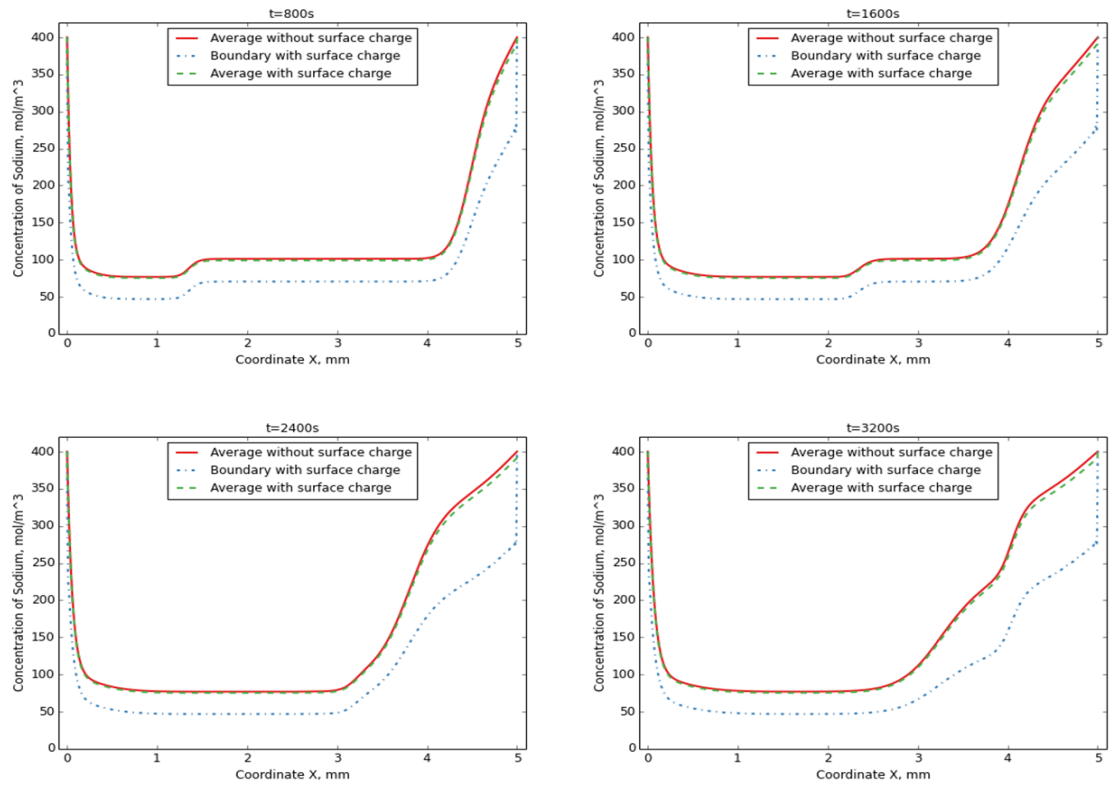 t=800s
Concentration of Sodium, mol/m^3
400
350
300
250
200
150
100
50
0
Average without surface charge
Boundary with surface charge
Average with surface charge
0 1 2 3 4 5
Coordinate X, mm
t=1600s
Concentration of Sodium, mol/m^3
400
350
300
250
200
150
100
50
0
Average without surface charge
Boundary with surface charge
Average with surface charge
0 1 2 3 4 5
Coordinate X, mm
t=2400s
Concentration of Sodium, mol/m^3
400
350
300
250
200
150
100
50
0
Average without surface charge
Boundary with surface charge
Average with surface charge
0 1 2 3 4 5
Coordinate X, mm
t=3200s
Concentration of Sodium, mol/m^3
400
350
300
250
200
150
100
50
0
Average without surface charge
Boundary with surface charge
Average with surface charge
0 1 2 3 4 5
Coordinate X, mm